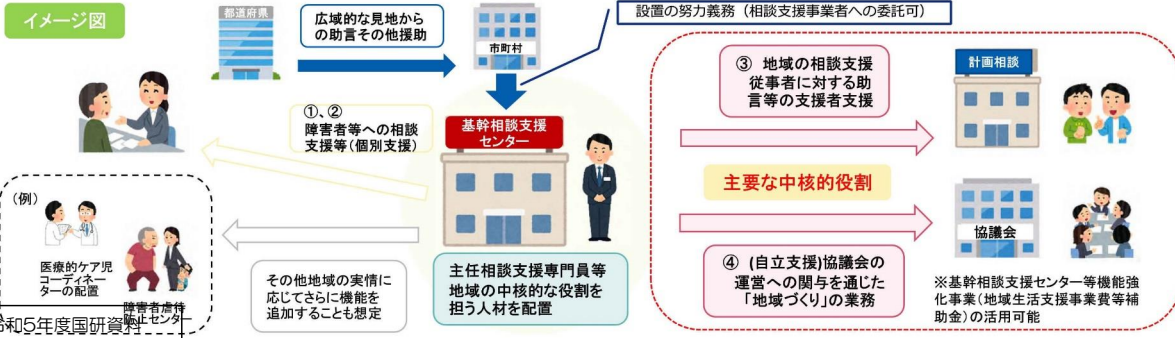 イメージ図
都道府県
広域的な見地から
の助言その他援助
市町村
設置の努力義務（相談支援事業者への委託可）
①、②
障害者等への相談
支援等(個別支援)
基幹相談支援
センター
主任相談支援専門員等
地域の中核的な役割を
担う人材を配置
（例）
医療的ケア児
コーディネー
ターの配置
障害者虐待
防止センター
その他地域の実情に
応じてさらに機能を
追加することも想定
③ 地域の相談支援
従事者に対する助
言等の支援者支援
計画相談
主要な中核的役割
④ (自立支援)協議会の
運営への関与を通じた
「地域づくり」の業務
協議会
※基幹相談支援センター等機能強
化事業(地域生活支援事業費等補
助金)の活用可能
和5年度国研資料